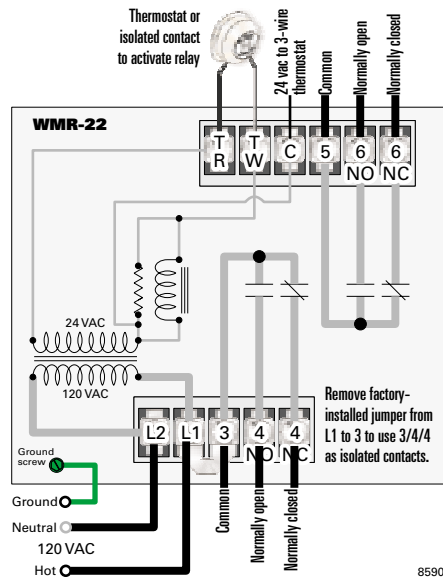 Thermostat or
isolated contact
to activate relay
24 vac to 3-wire
thermostat
Common
Normally open
Normally closed
WMR-22
T
R
T
W
C
5
6
NO
6
NC
24 VAC
120 VAC
Remove factory-
installed jumper from
L1 to 3 to use 3/4/4
as isolated contacts.
L2
L1
3
4
NO
4
NC
Ground
screw
Ground
Neutral
120 VAC
Hot
Common
Normally open
Normally closed
8590